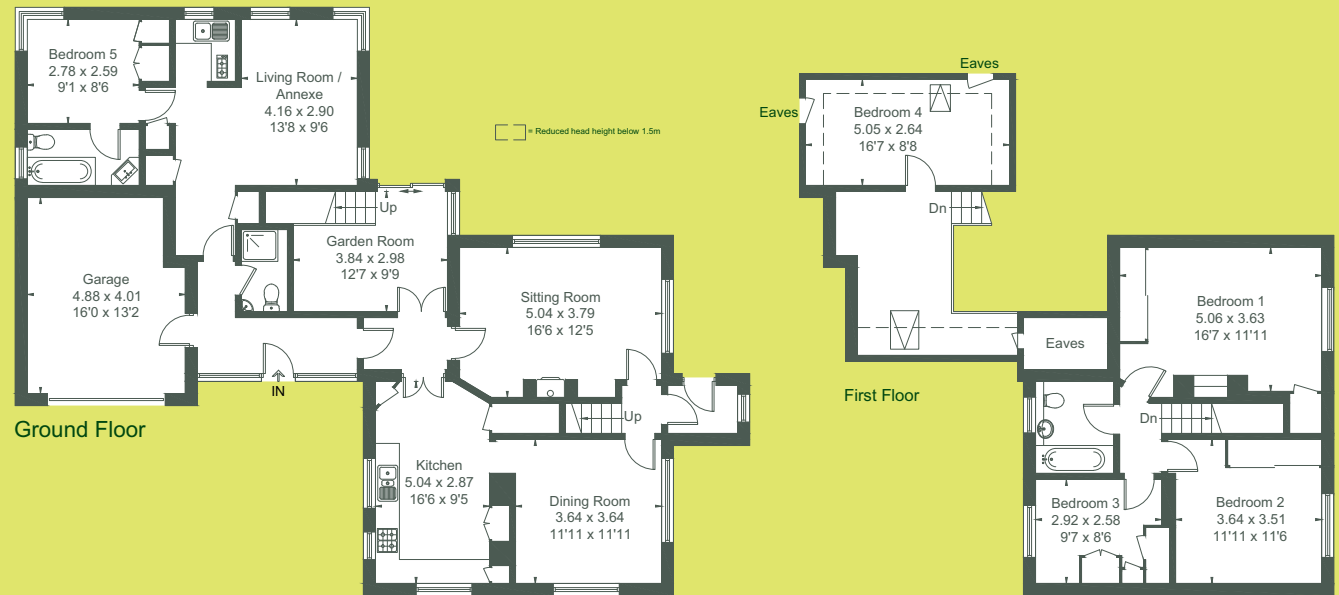 Bedroom 5
2.78 x 2.59
9'1 x 8'6
Living Room /
Annexe
4.16 x 2.90
13'8 x 9'6
= Reduced head height below 1.5m
Up
Garden Room
3.84 x 2.98
12'7 x 9'9
Garage
4.88 x 4.01
16'0 x 13'2
Sitting Room
5.04 x 3.79
16'6 x 12'5
IN
Up
Ground Floor
Kitchen
5.04 x 2.87
16'6 x 9'5
Dining Room
3.64 x 3.64
11'11 x 11'11
Eaves
Eaves
Bedroom 4
5.05 x 2.64
16'7 x 8'8
Dn
Bedroom 1
5.06 x 3.63
16'7 x 11'11
Eaves
First Floor
Dn
Bedroom 3
2.92 x 2.58
9'7 x 8'6
Bedroom 2
3.64 x 3.51
11'11 x 11'6